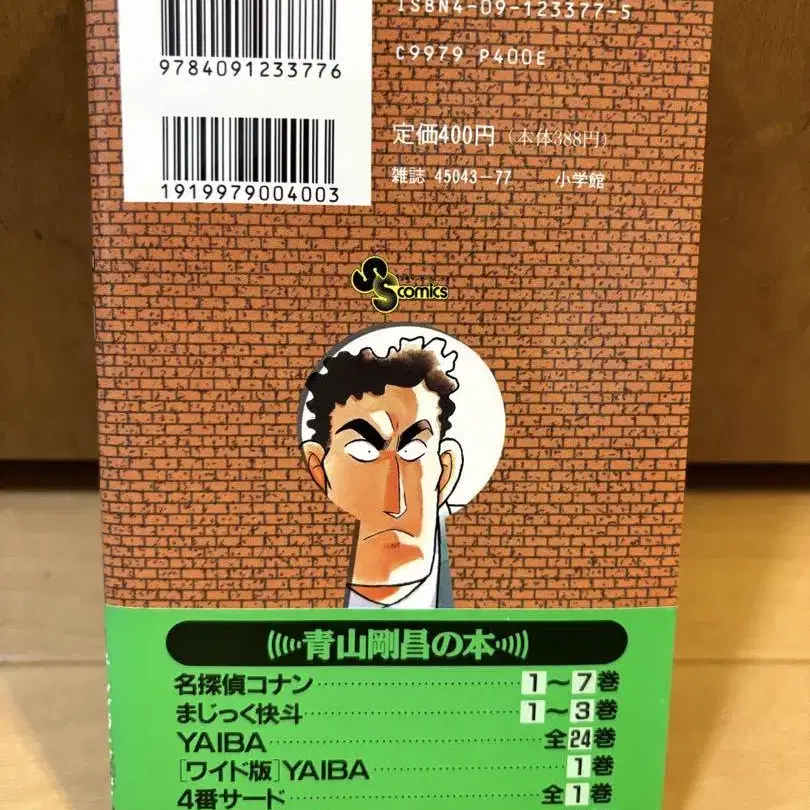 ISBN4-09-123377-5
9784091233776
C9979 P400E
定価400円(本体388円)
雑誌 45043-77 小学館
1919979004003
SS comics
青山剛昌の本
名探偵コナン 1〜7巻
まじっく快斗 1〜3巻
YAIBA 全24巻
[ワイド版]YAIBA 1巻
4番サード 全1巻